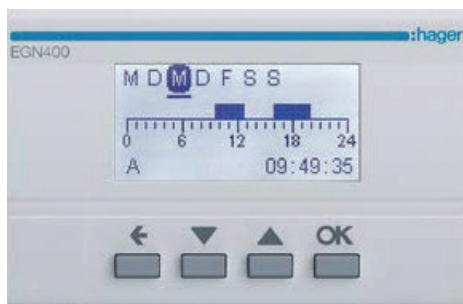 :hager
EGN400
M D M D F S S
0 6 12 18 24
A 09:49:35
OK